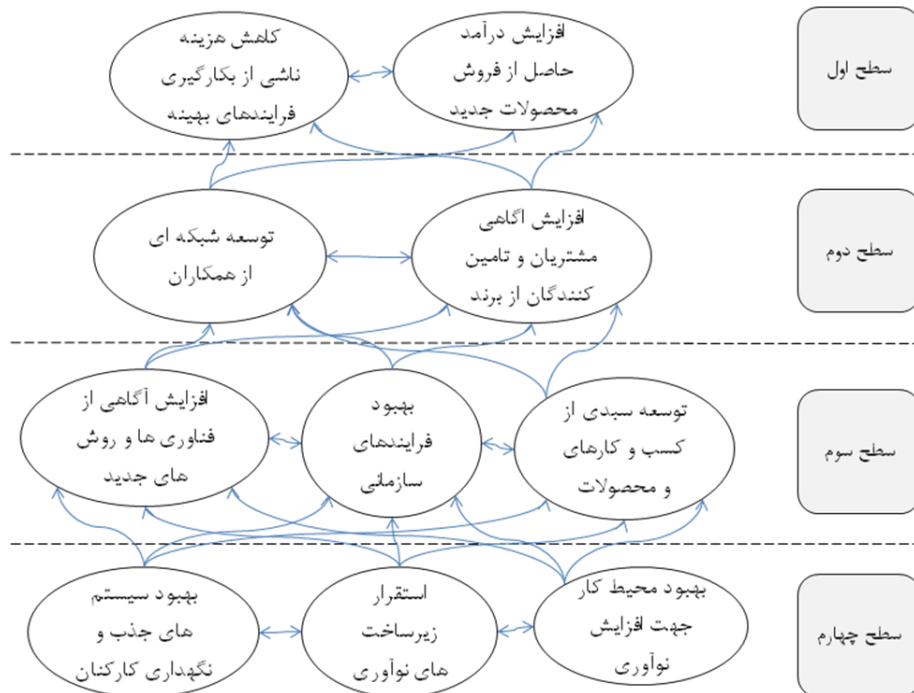 افزایش درآمد
حاصل از فروش
محصولات جدید
کاهش هزینه
ناشی از بکارگیری
فرایندهای بهینه
سطح اول
افزایش اگاهی
مشتریان و تامین
کنندگان از برند
توسعه شبکه ای
از همکاران
سطح دوم
توسعه سبدی از
کسب و کارهای
و محصولات
بهبود
فرایندهای
سازمانی
افزایش آگاهی از
فناوری ها و روش
های جدید
سطح سوم
بهبود محیط کار
جهت افزایش
نوآوری
استقرار
زیرساخت
های نوآوری
بهبود سیستم
های جذب و
نگهداری کارکنان
سطح چهارم